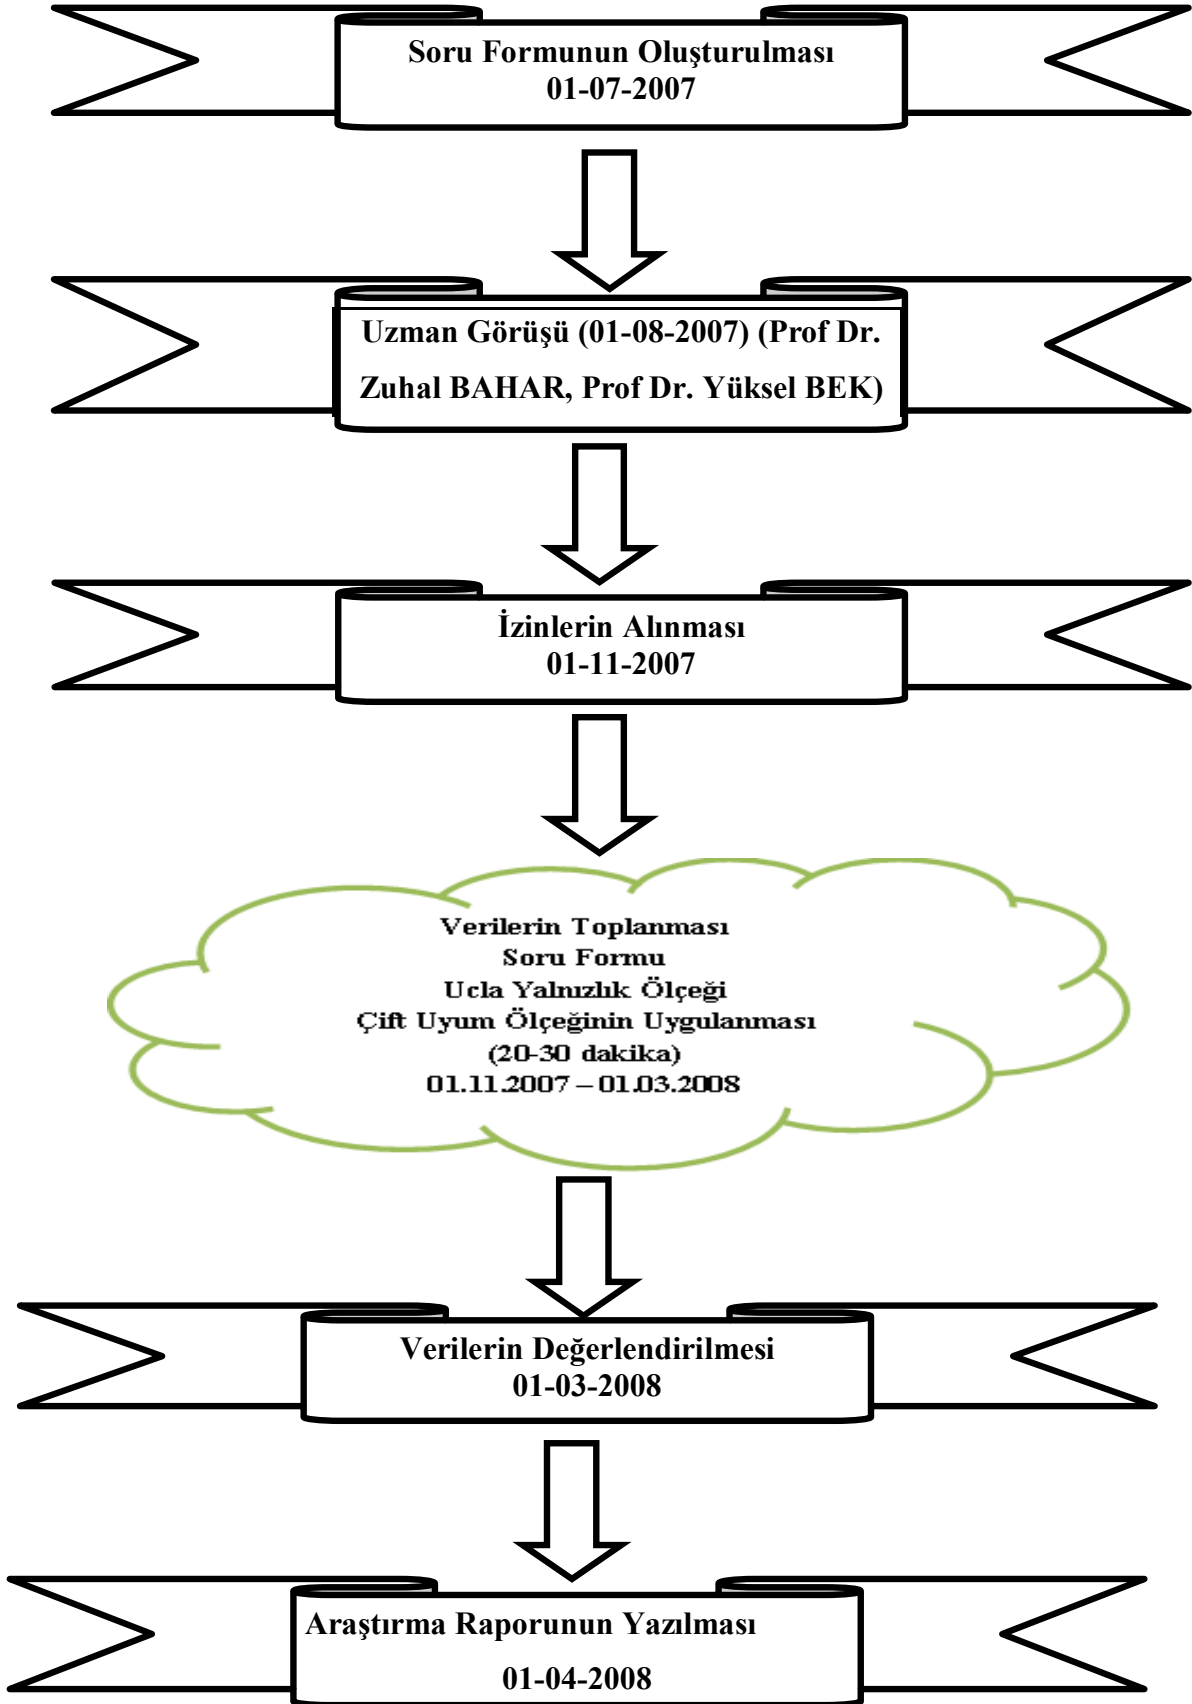 Soru Formunun Oluşturulması
01-07-2007
Uzman Görüşü (01-08-2007) (Prof Dr.
Zuhal BAHAR, Prof Dr. Yüksel BEK)
İzinlerin Alınması
01-11-2007
Verilerin Toplanması
Soru Formu
Ucla Yalnızlık Ölçeği
Çift Uyum Ölçeğinin Uygulanması
(20-30 dakika)
01.11.2007 – 01.03.2008
Verilerin Değerlendirilmesi
01-03-2008
Araştırma Raporunun Yazılması
01-04-2008